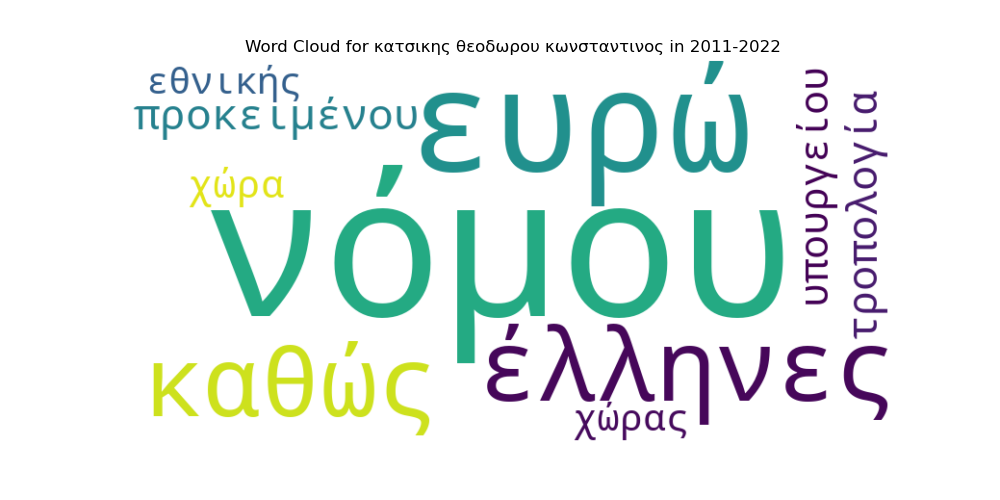 Word Cloud for κατσικης θεοδωρου κωνσταντινος in 2011-2022
εθνικής
προκειμένου
ευρώ
υπουργείου
τροπολογία
χώρα
νόμου
καθώς
έλληνες
χώρας